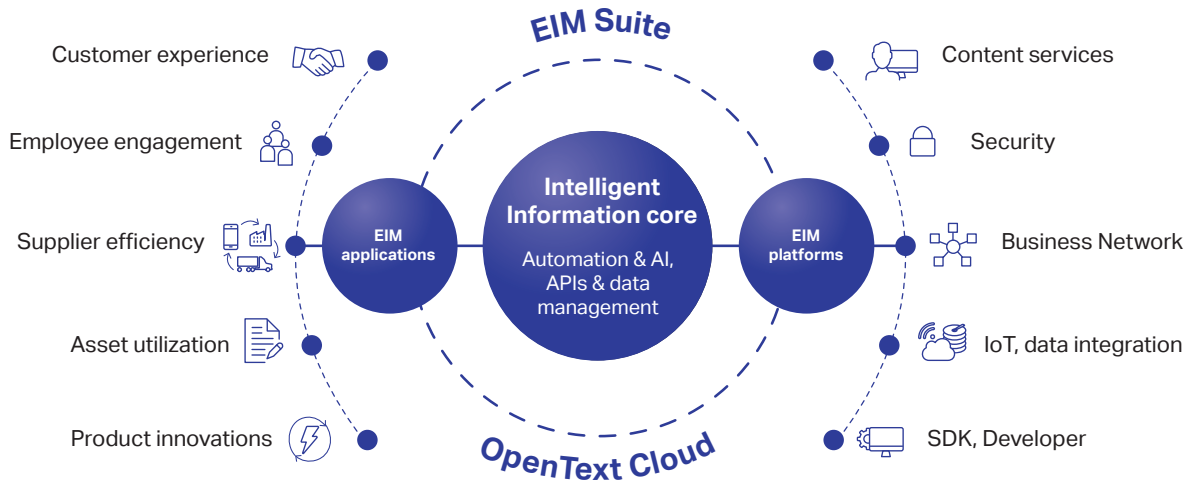 EIM Suite
Customer experience
Employee engagement
Supplier efficiency
Asset utilization
Product innovations
EIM
applications
Intelligent
Information core
Automation & AI,
APIs & data
management
EIM
platforms
Content services
Security
Business Network
IoT, data integration
SDK, Developer
OpenText Cloud